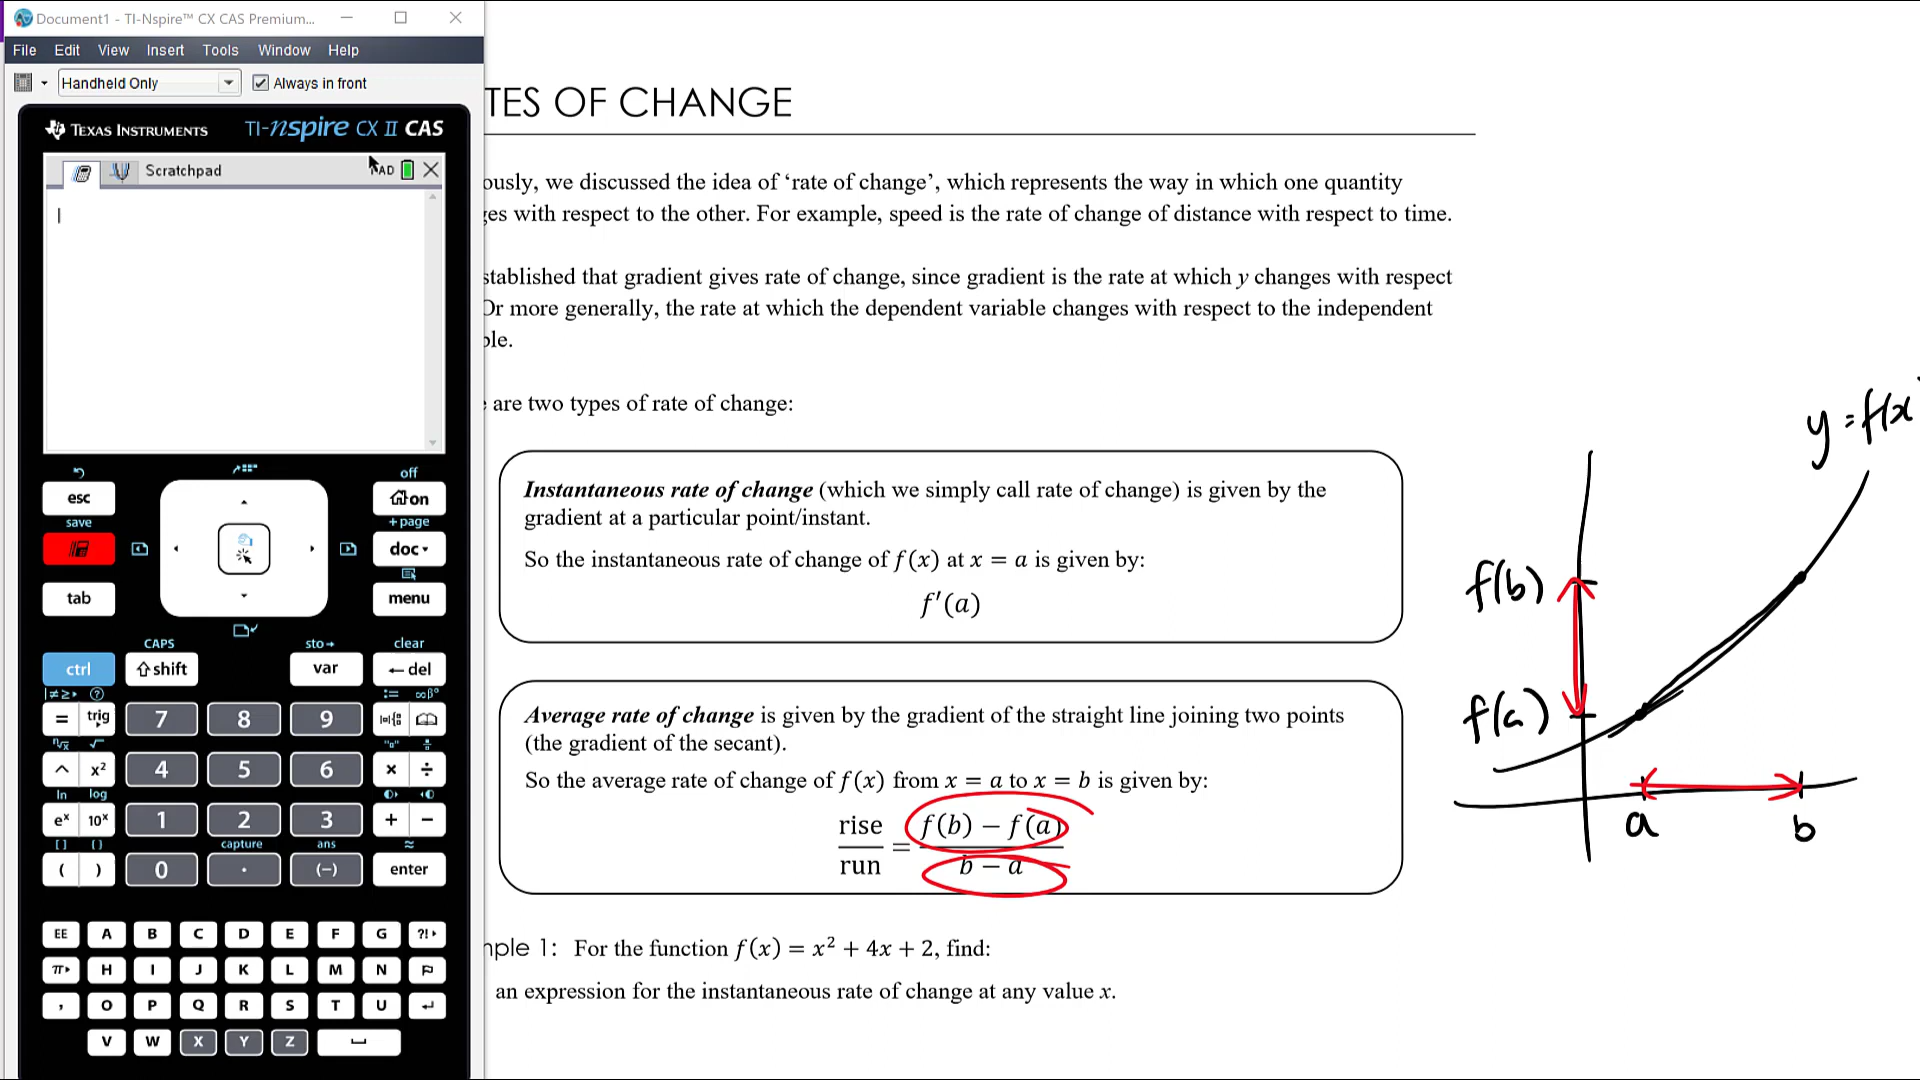 Document1 - TI-Nspire™ CX CAS Premium...
File Edit View Insert Tools Window Help
Handheld Only Always in front
TEXAS INSTRUMENTS TI-nspire CX II CAS
Scratchpad
off
esc on
save + page
doc
tab menu
CAPS sto→ clear
ctrl shift var ←del
= trig 7 8 9
^ x² 4 5 6 × ÷
ln log
eˣ 10ˣ 1 2 3 + −
[ ] { } capture ans ≈
( ) 0 . (−) enter
EE A B C D E F G ?!▸
π▸ H I J K L M N
, O P Q R S T U
V W X Y Z
TES OF CHANGE
ously, we discussed the idea of ‘rate of change’, which represents the way in which one quantity
ges with respect to the other. For example, speed is the rate of change of distance with respect to time.
stablished that gradient gives rate of change, since gradient is the rate at which y changes with respect
Or more generally, the rate at which the dependent variable changes with respect to the independent
ble.
e are two types of rate of change:
Instantaneous rate of change (which we simply call rate of change) is given by the
gradient at a particular point/instant.
So the instantaneous rate of change of f(x) at x = a is given by:
f′(a)
Average rate of change is given by the gradient of the straight line joining two points
(the gradient of the secant).
So the average rate of change of f(x) from x = a to x = b is given by:
rise/run = (f(b) − f(a))/(b − a)
mple 1: For the function f(x) = x² + 4x + 2, find:
an expression for the instantaneous rate of change at any value x.
y = f(x
f(b)
f(a)
a b